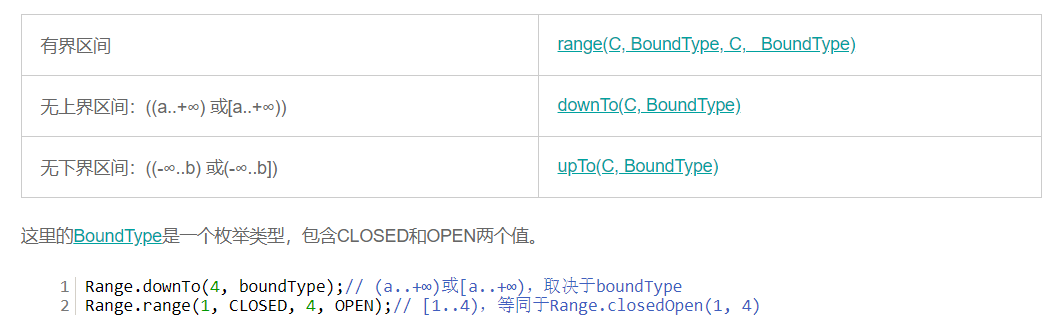 有界区间 range(C, BoundType, C, BoundType)
无上界区间：((a..+∞) 或[a..+∞)) downTo(C, BoundType)
无下界区间：((-∞..b) 或(-∞..b]) upTo(C, BoundType)
这里的BoundType是一个枚举类型，包含CLOSED和OPEN两个值。
1 Range.downTo(4, boundType);// (a..+∞)或[a..+∞)，取决于boundType
2 Range.range(1, CLOSED, 4, OPEN);// [1..4)，等同于Range.closedOpen(1, 4)